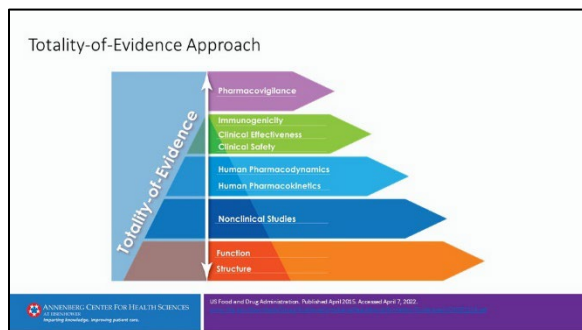 Totality-of-Evidence Approach
Totality-of-Evidence
Pharmacovigilance
Immunogenicity
Clinical Effectiveness
Clinical Safety
Human Pharmacodynamics
Human Pharmacokinetics
Nonclinical Studies
Function
Structure
ANNENBERG CENTER FOR HEALTH SCIENCES
AT EISENHOWER
Imparting knowledge. Improving patient care.
US Food and Drug Administration. Published April 2015. Accessed April 7, 2022.